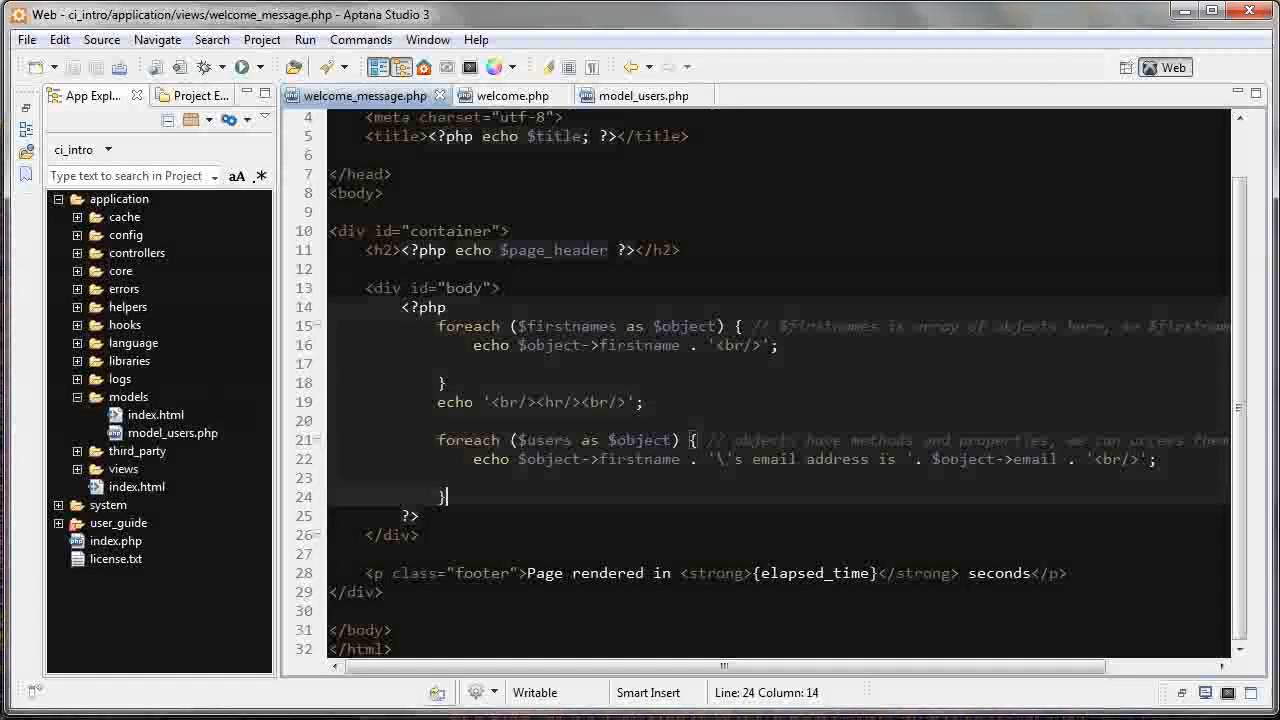 Web - ci_intro/application/views/welcome_message.php - Aptana Studio 3
File Edit Source Navigate Search Project Run Commands Window Help
Web
App Expl... Project E...
welcome_message.php welcome.php model_users.php
ci_intro
Type text to search in Project aA .*
application
cache
config
controllers
core
errors
helpers
hooks
language
libraries
logs
models
index.html
model_users.php
third_party
views
index.html
system
user_guide
index.php
license.txt
4 <meta charset="utf-8">
5 <title><?php echo $title; ?></title>
6
7 </head>
8 <body>
9
10 <div id="container">
11 <h2><?php echo $page_header ?></h2>
12
13 <div id="body">
14 <?php
15 foreach ($firstnames as $object) { // $firstnames is array of objects here, so $firstnam
16 echo $object->firstname . '<br/>';
17
18 }
19 echo '<br/><hr/><br/>';
20
21 foreach ($users as $object) { // objects have methods and properties, we can access them
22 echo $object->firstname . '\'s email address is '. $object->email . '<br/>';
23
24 }
25 ?>
26 </div>
27
28 <p class="footer">Page rendered in <strong>{elapsed_time}</strong> seconds</p>
29 </div>
30
31 </body>
32 </html>
Writable Smart Insert Line: 24 Column: 14